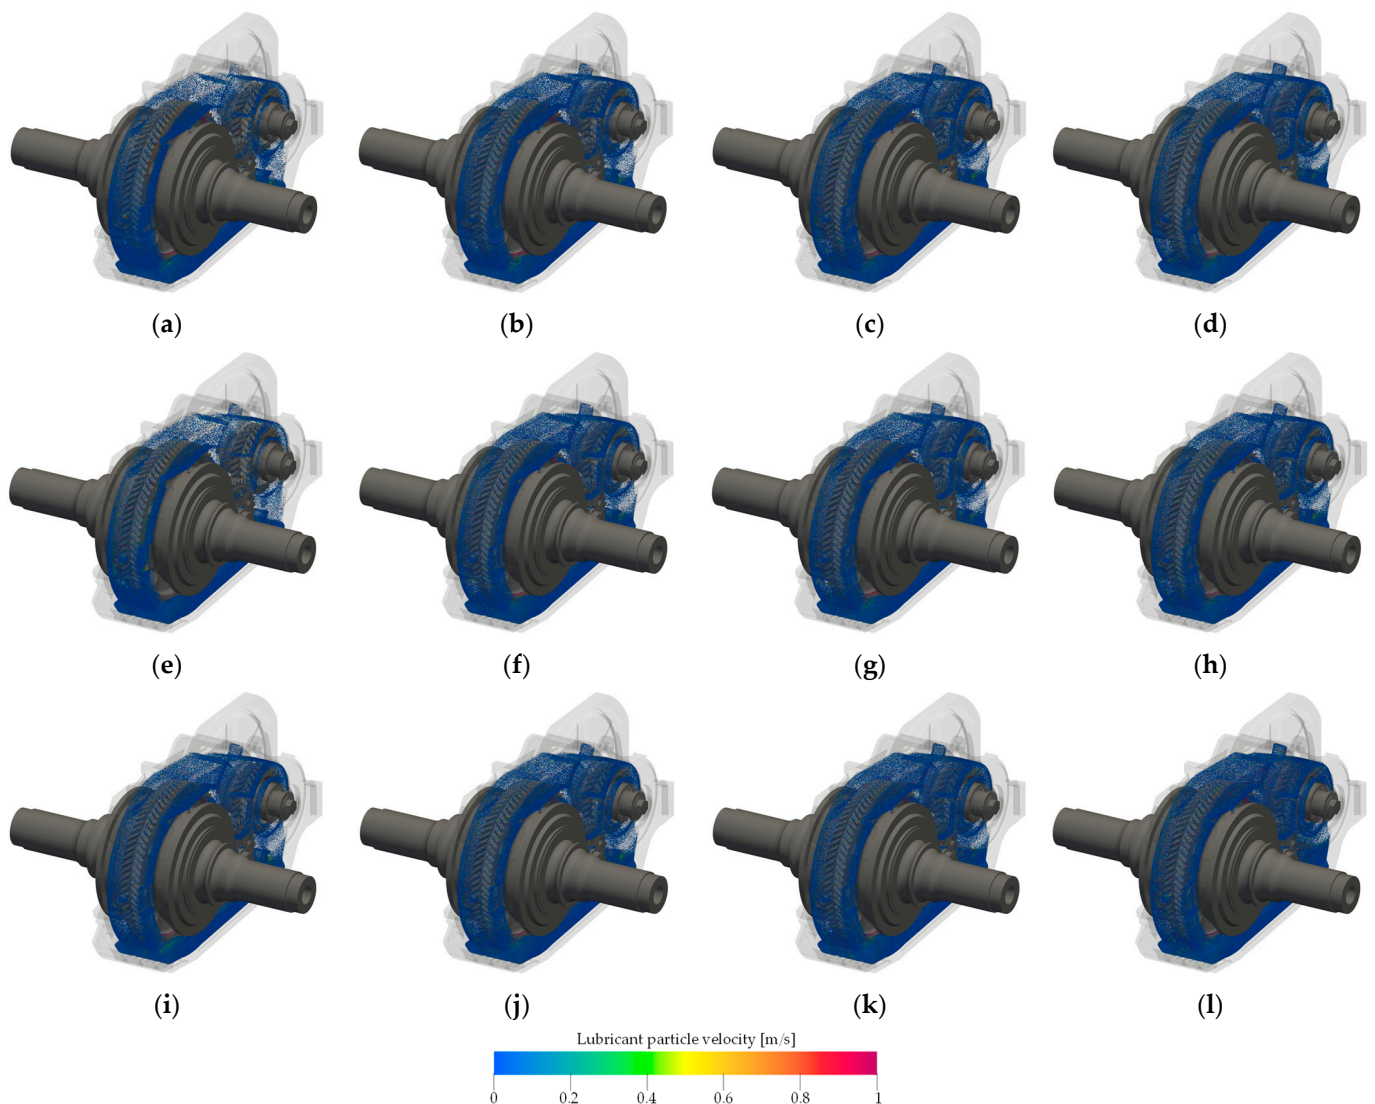 (a) (b) (c) (d)
(e) (f) (g) (h)
(i) (j) (k) (l)
Lubricant particle velocity [m/s]
0 0.2 0.4 0.6 0.8 1